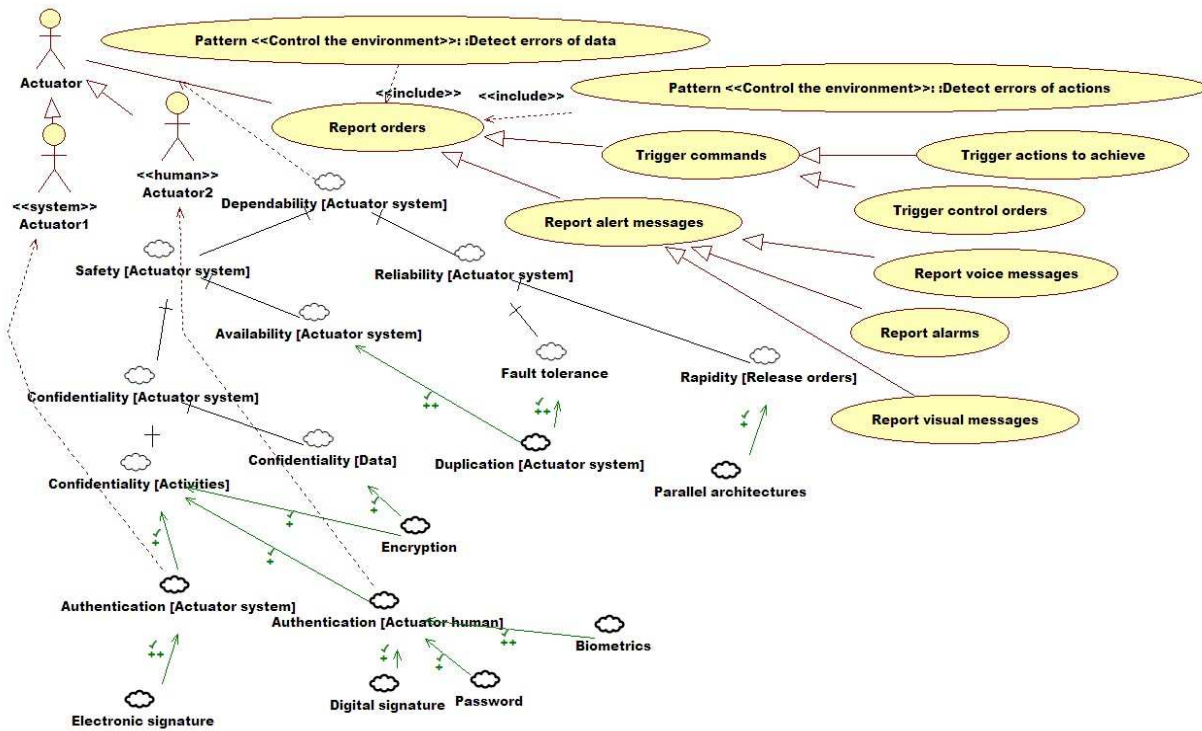 Pattern <<Control the environment>>: :Detect errors of data
Actuator
<<include>>
<<include>>
Pattern <<Control the environment>>: :Detect errors of actions
Report orders
Trigger commands
Trigger actions to achieve
<<human>>
Actuator2
<<system>>
Actuator1
Dependability [Actuator system]
Trigger control orders
Report alert messages
Safety [Actuator system]
Reliability [Actuator system]
Report voice messages
Availability [Actuator system]
Report alarms
Fault tolerance
Rapidity [Release orders]
Confidentiality [Actuator system]
Report visual messages
++
++
+
Confidentiality [Data]
Duplication [Actuator system]
Confidentiality [Activities]
Parallel architectures
+
+
+
+
Encryption
Authentication [Actuator system]
Authentication [Actuator human]
++
++
+
+
Biometrics
Digital signature
Password
Electronic signature